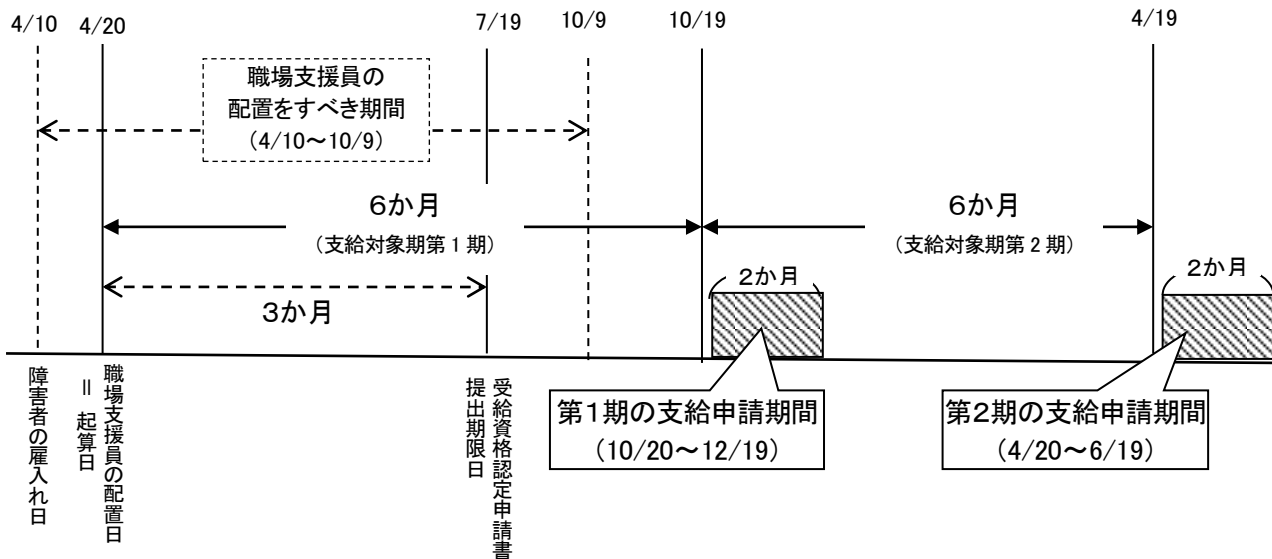 4/10
4/20
7/19
10/9
10/19
4/19
職場支援員の
配置をすべき期間
（4/10～10/9）
６か月
（支給対象期第１期）
６か月
（支給対象期第２期）
３か月
２か月
２か月
第１期の支給申請期間
（10/20～12/19）
第２期の支給申請期間
（4/20～6/19）
障害者の雇入れ日
職場支援員の配置日
＝起算日
受給資格認定申請書
提出期限日